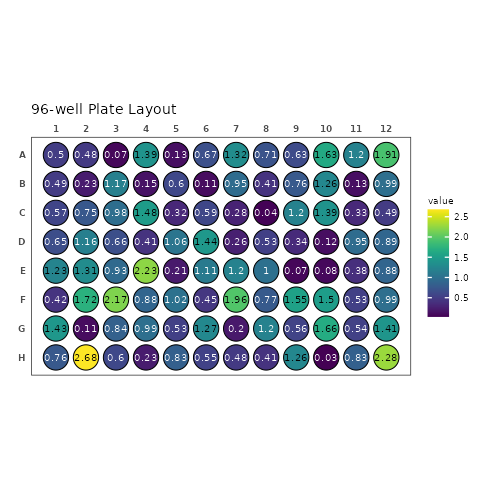 96-well Plate Layout
1 2 3 4 5 6 7 8 9 10 11 12
A 0.5 0.48 0.07 1.39 0.13 0.67 1.32 0.71 0.63 1.63 1.2 1.91
B 0.49 0.23 1.17 0.15 0.6 0.11 0.95 0.41 0.76 1.26 0.13 0.99
C 0.57 0.75 0.98 1.48 0.32 0.59 0.28 0.04 1.2 1.39 0.33 0.49
D 0.65 1.16 0.66 0.41 1.06 1.44 0.26 0.53 0.34 0.12 0.95 0.89
E 1.23 1.31 0.93 2.23 0.21 1.11 1.2 1 0.07 0.08 0.38 0.88
F 0.42 1.72 2.17 0.88 1.02 0.45 1.96 0.77 1.55 1.5 0.53 0.99
G 1.43 0.11 0.84 0.99 0.53 1.27 0.2 1.2 0.56 1.66 0.54 1.41
H 0.76 2.68 0.6 0.23 0.83 0.55 0.48 0.41 1.26 0.03 0.83 2.28
value
2.5
2.0
1.5
1.0
0.5